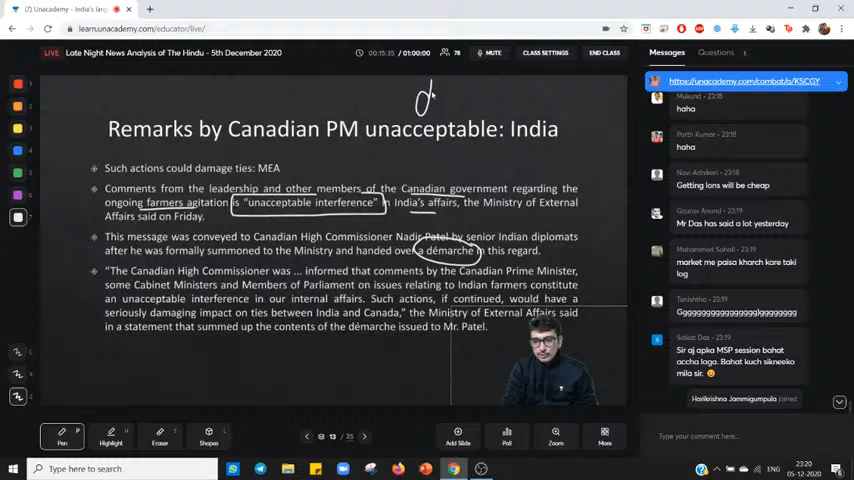 (7) Unacademy - India's larg
learn.unacademy.com/educator/live/
LIVE Late Night News Analysis of The Hindu - 5th December 2020
00:15:35 / 01:00:00
78
MUTE
CLASS SETTINGS
END CLASS
Messages
Questions 1
1
2
3
4
5
6
7
d
Remarks by Canadian PM unacceptable: India
Such actions could damage ties: MEA
Comments from the leadership and other members of the Canadian government regarding the
ongoing farmers agitation is “unacceptable interference” in India’s affairs, the Ministry of External
Affairs said on Friday.
This message was conveyed to Canadian High Commissioner Nadir Patel by senior Indian diplomats
after he was formally summoned to the Ministry and handed over a démarche in this regard.
“The Canadian High Commissioner was ... informed that comments by the Canadian Prime Minister,
some Cabinet Ministers and Members of Parliament on issues relating to Indian farmers constitute
an unacceptable interference in our internal affairs. Such actions, if continued, would have a
seriously damaging impact on ties between India and Canada,” the Ministry of External Affairs said
in a statement that summed up the contents of the démarche issued to Mr. Patel.
https://unacademy.com/combat/a/KSCGY
Mukund • 23:18
haha
Parth Kumar • 23:18
haha
Navi Adhikari • 23:18
Getting lons will be cheap
Gourav Anand • 23:19
Mr Das has said a lot yesterday
Mohammed Sahail • 23:19
market me paisa kharch kare taki
log
Tanishtha • 23:19
Saikat Das • 23:19
Sir aj apka MSP session bahat
accha laga. Bahat kuch sikneeko
mila sir. 🙂
Harikrishna Jammigumpula joined
Type your comment here...
Pen
Highlight
Eraser
Shapes
13 / 35
Add Slide
Poll
Zoom
More
Type here to search
ENG
23:20
05-12-2020